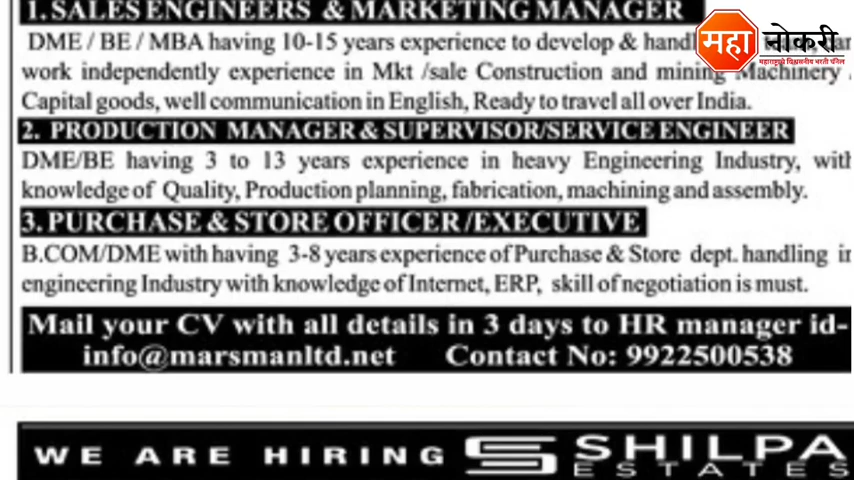 1. SALES ENGINEERS & MARKETING MANAGER
DME / BE / MBA having 10-15 years experience to develop &
work independently experience in Mkt /sale Construction and mining Machinery
Capital goods, well communication in English, Ready to travel all over India.
महा नोकरी
2. PRODUCTION MANAGER & SUPERVISOR/SERVICE ENGINEER
DME/BE having 3 to 13 years experience in heavy Engineering Industry, with
knowledge of Quality, Production planning, fabrication, machining and assembly.
3. PURCHASE & STORE OFFICER /EXECUTIVE
B.COM/DME with having 3-8 years experience of Purchase & Store dept. handling in
engineering Industry with knowledge of Internet, ERP, skill of negotiation is must.
Mail your CV with all details in 3 days to HR manager id-
info@marsmanltd.net Contact No: 9922500538
WE ARE HIRING SHILPA
ESTATES